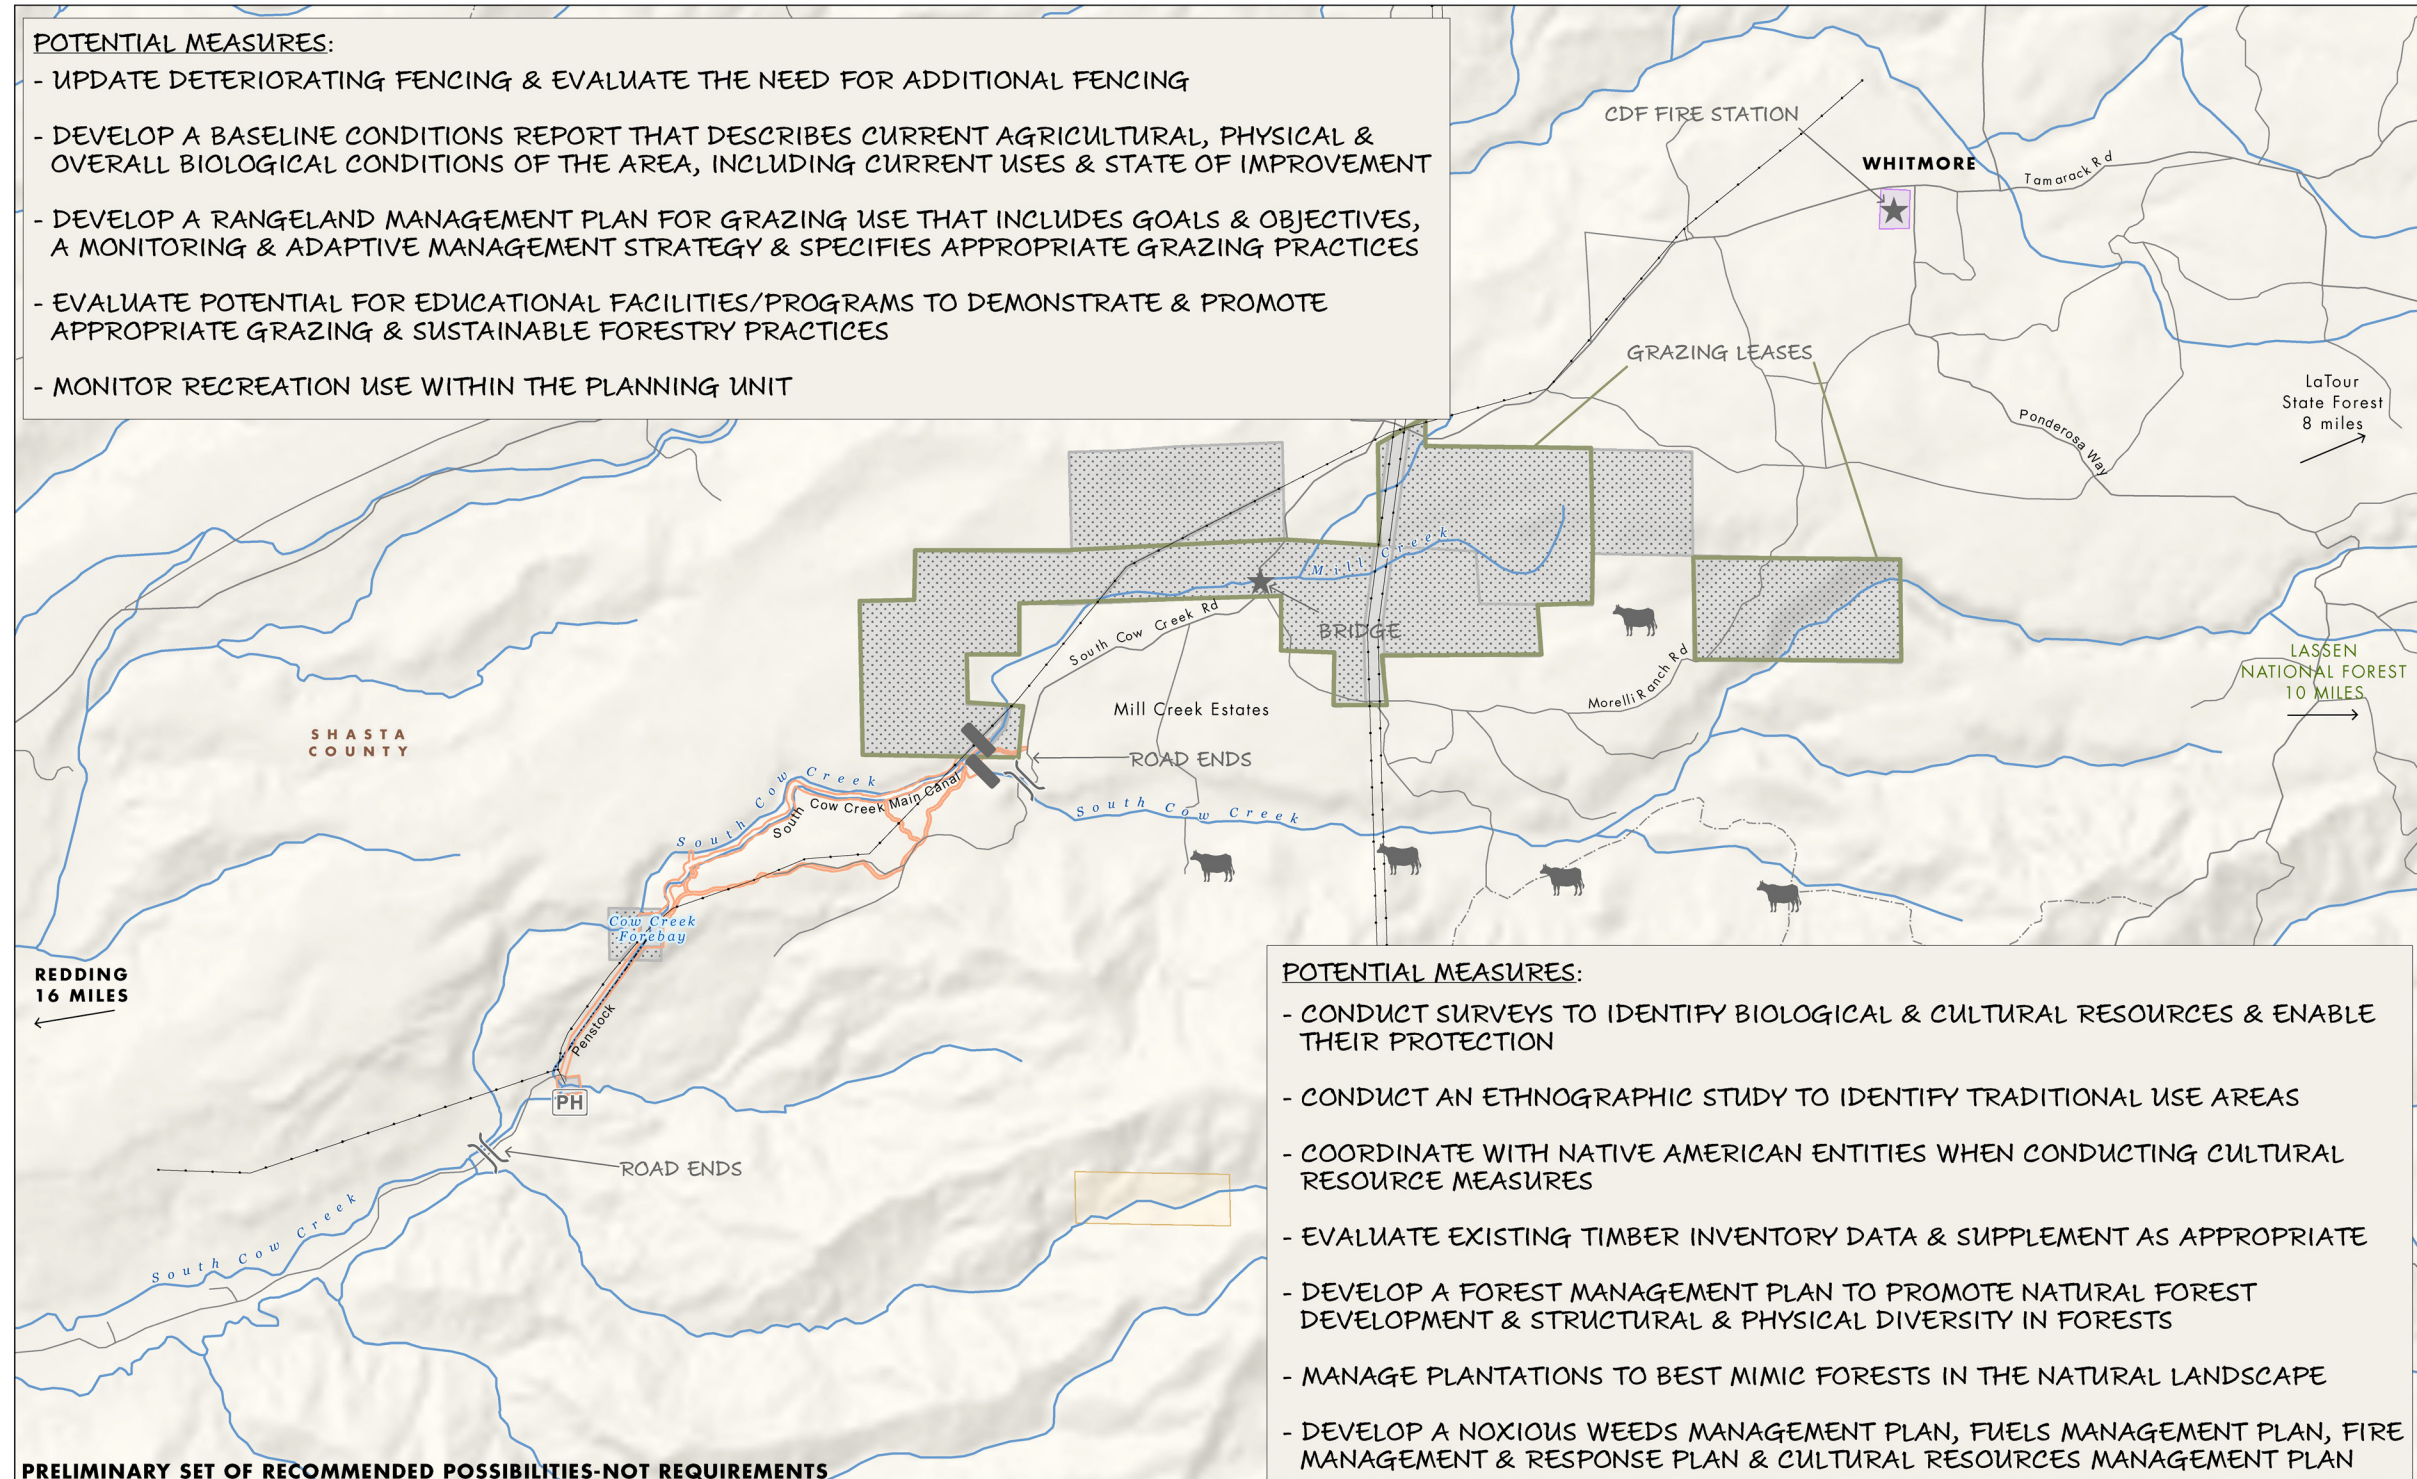 POTENTIAL MEASURES:
- UPDATE DETERIORATING FENCING & EVALUATE THE NEED FOR ADDITIONAL FENCING
- DEVELOP A BASELINE CONDITIONS REPORT THAT DESCRIBES CURRENT AGRICULTURAL, PHYSICAL &
OVERALL BIOLOGICAL CONDITIONS OF THE AREA, INCLUDING CURRENT USES & STATE OF IMPROVEMENT
- DEVELOP A RANGELAND MANAGEMENT PLAN FOR GRAZING USE THAT INCLUDES GOALS & OBJECTIVES,
A MONITORING & ADAPTIVE MANAGEMENT STRATEGY & SPECIFIES APPROPRIATE GRAZING PRACTICES
- EVALUATE POTENTIAL FOR EDUCATIONAL FACILITIES/PROGRAMS TO DEMONSTRATE & PROMOTE
APPROPRIATE GRAZING & SUSTAINABLE FORESTRY PRACTICES
- MONITOR RECREATION USE WITHIN THE PLANNING UNIT
CDF FIRE STATION
WHITMORE
Tamarack Rd
GRAZING LEASES
LaTour
State Forest
8 miles
Ponderosa Way
Mill Creek
South Cow Creek Rd
BRIDGE
Morelli Ranch Rd
LASSEN
NATIONAL FOREST
10 MILES
Mill Creek Estates
SHASTA
COUNTY
ROAD ENDS
South Cow Creek
South Cow Creek Main Canal
South Cow Creek
Cow Creek
Forebay
REDDING
16 MILES
Penstock
PH
ROAD ENDS
South Cow Creek
POTENTIAL MEASURES:
- CONDUCT SURVEYS TO IDENTIFY BIOLOGICAL & CULTURAL RESOURCES & ENABLE
THEIR PROTECTION
- CONDUCT AN ETHNOGRAPHIC STUDY TO IDENTIFY TRADITIONAL USE AREAS
- COORDINATE WITH NATIVE AMERICAN ENTITIES WHEN CONDUCTING CULTURAL
RESOURCE MEASURES
- EVALUATE EXISTING TIMBER INVENTORY DATA & SUPPLEMENT AS APPROPRIATE
- DEVELOP A FOREST MANAGEMENT PLAN TO PROMOTE NATURAL FOREST
DEVELOPMENT & STRUCTURAL & PHYSICAL DIVERSITY IN FORESTS
- MANAGE PLANTATIONS TO BEST MIMIC FORESTS IN THE NATURAL LANDSCAPE
- DEVELOP A NOXIOUS WEEDS MANAGEMENT PLAN, FUELS MANAGEMENT PLAN, FIRE
MANAGEMENT & RESPONSE PLAN & CULTURAL RESOURCES MANAGEMENT PLAN
PRELIMINARY SET OF RECOMMENDED POSSIBILITIES-NOT REQUIREMENTS